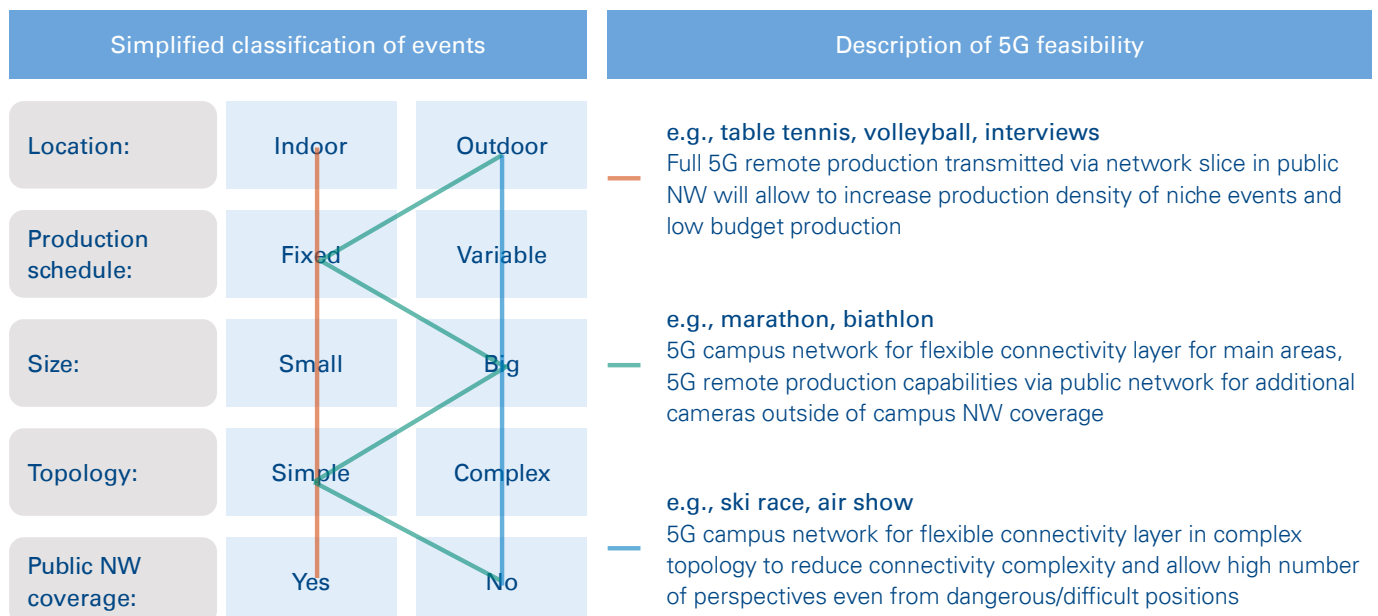 Simplified classification of events
Description of 5G feasibility
Location:
Indoor
Outdoor
Production
schedule:
Fixed
Variable
Size:
Small
Big
Topology:
Simple
Complex
Public NW
coverage:
Yes
No
e.g., table tennis, volleyball, interviews
Full 5G remote production transmitted via network slice in public
NW will allow to increase production density of niche events and
low budget production
e.g., marathon, biathlon
5G campus network for flexible connectivity layer for main areas,
5G remote production capabilities via public network for additional
cameras outside of campus NW coverage
e.g., ski race, air show
5G campus network for flexible connectivity layer in complex
topology to reduce connectivity complexity and allow high number
of perspectives even from dangerous/difficult positions